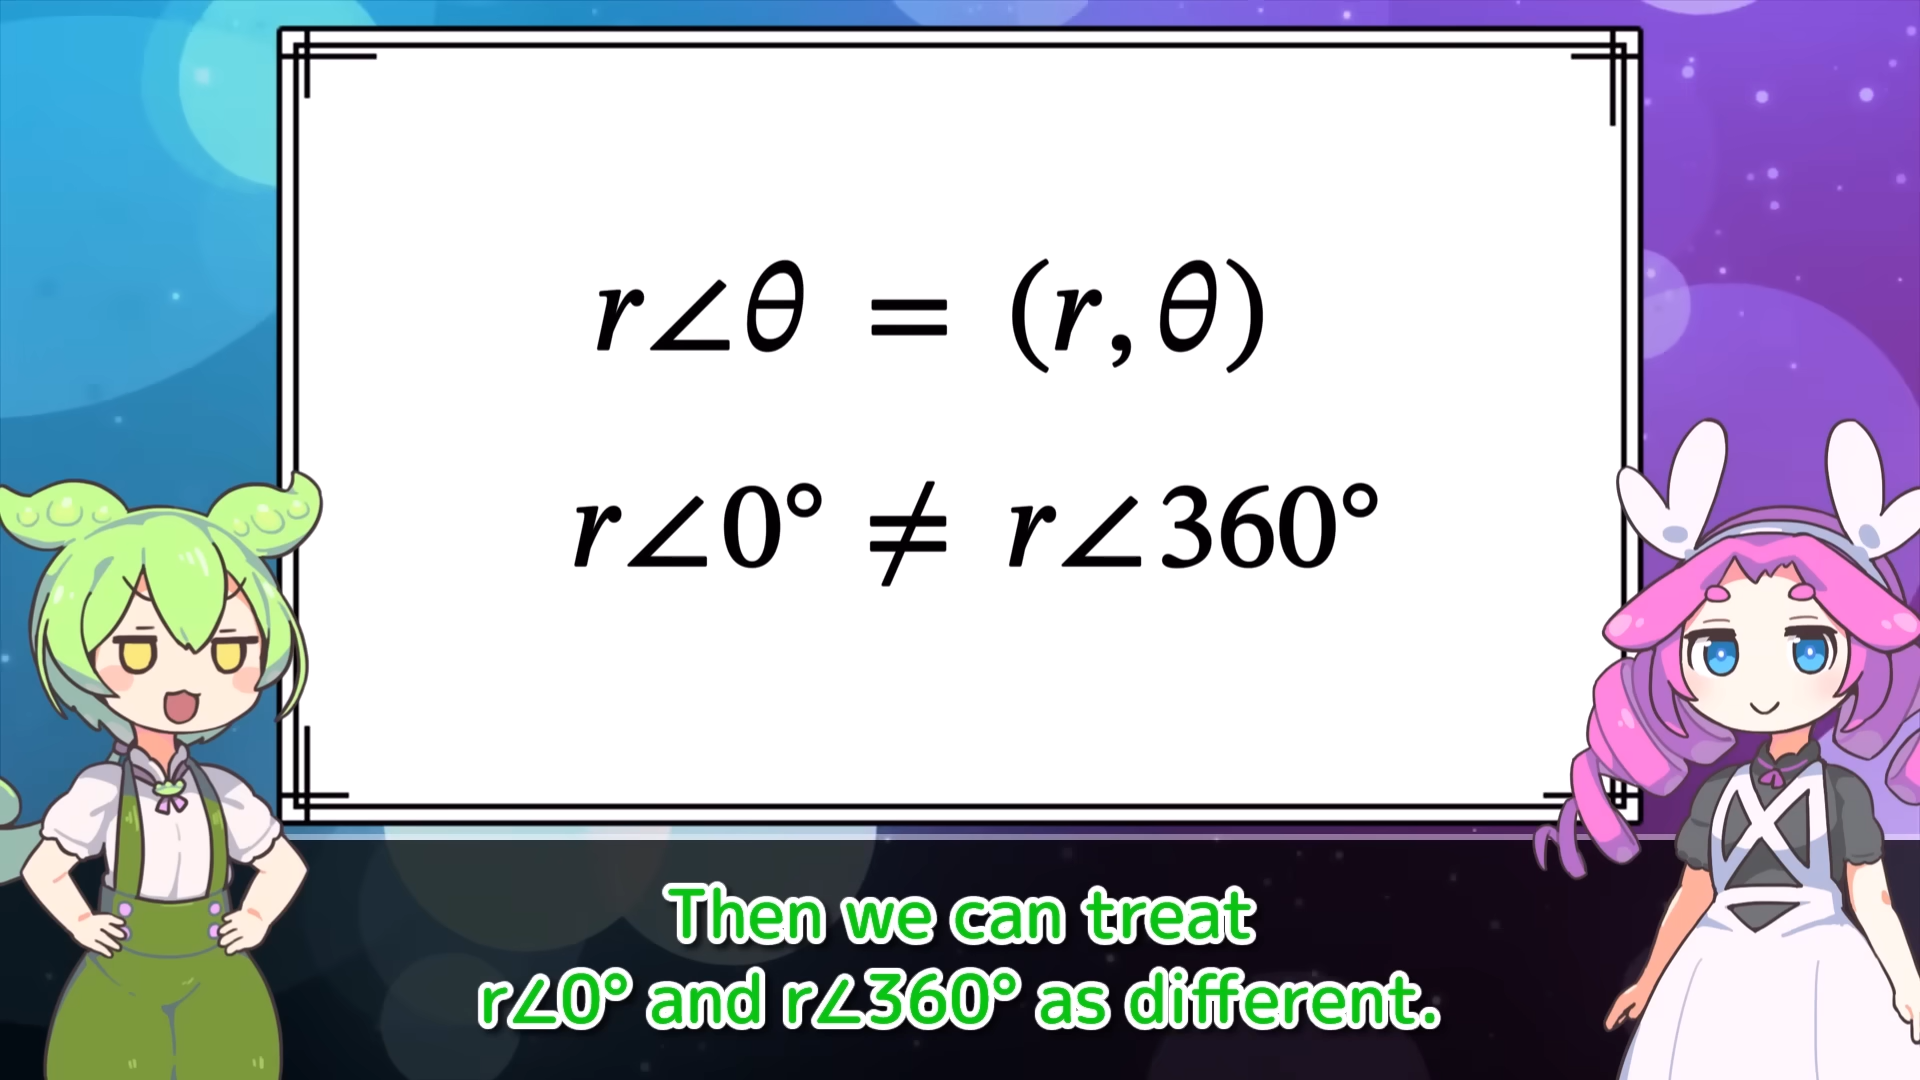 r∠θ = (r, θ)
r∠0° ≠ r∠360°
Then we can treat
r∠0° and r∠360° as different.